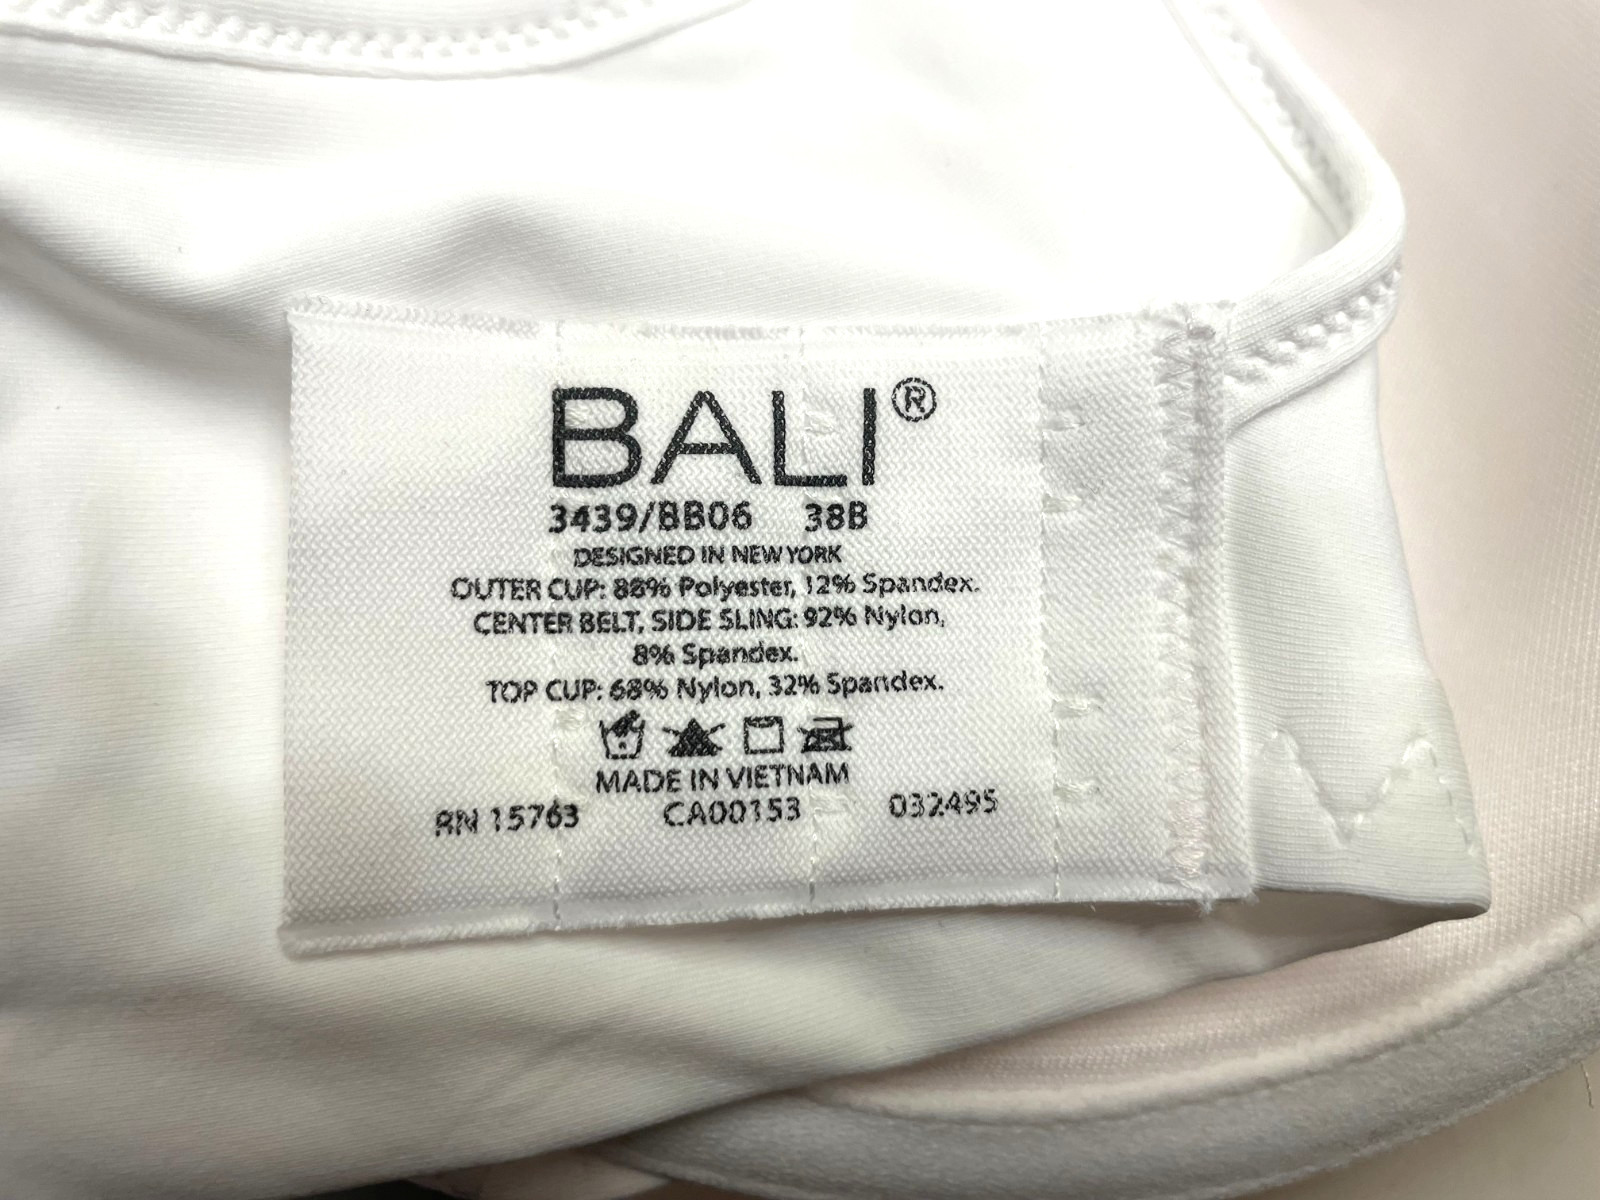 BALI®
3439/BB06 38B
DESIGNED IN NEW YORK
OUTER CUP: 88% Polyester, 12% Spandex.
CENTER BELT, SIDE SLING: 92% Nylon,
8% Spandex.
TOP CUP: 68% Nylon, 32% Spandex.
MADE IN VIETNAM
RN 15763 CA00153 032495